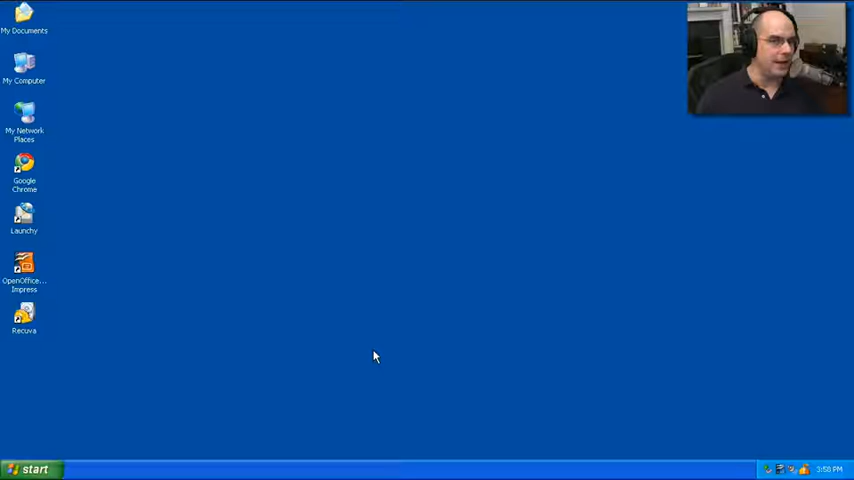 My Documents
My Computer
My Network
Places
Google
Chrome
Launchy
OpenOffice...
Impress
Recuva
start
3:58 PM